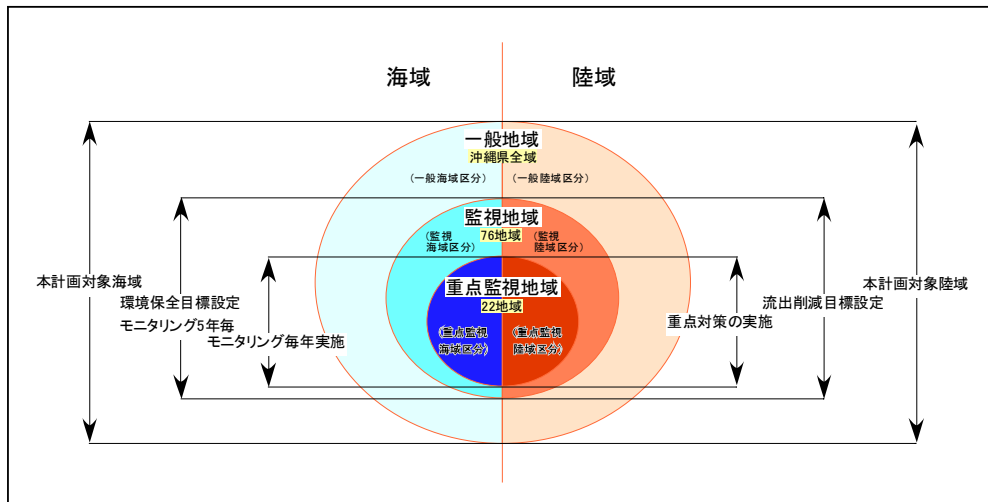 海域
陸域
一般地域
沖縄県全域
（一般海域区分）
（一般陸域区分）
監視地域
76地域
（監視
海域区分）
（監視
陸域区分）
重点監視地域
22地域
（重点監視
海域区分）
（重点監視
陸域区分）
本計画対象海域
環境保全目標設定
モニタリング5年毎
モニタリング毎年実施
重点対策の実施
流出削減目標設定
本計画対象陸域